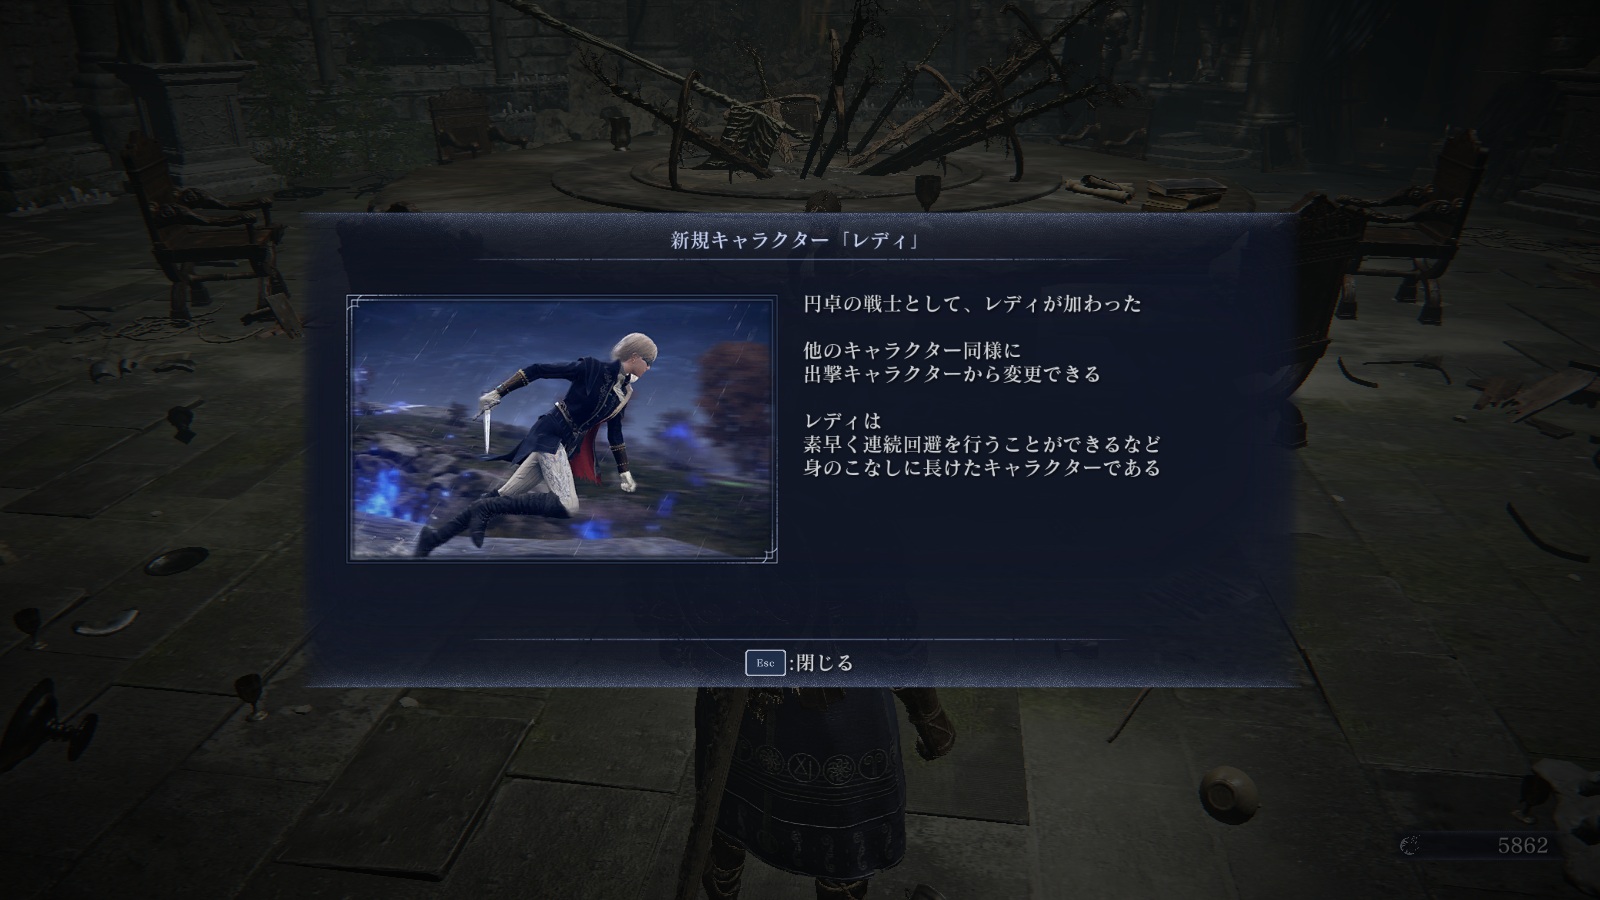 新規キャラクター「レディ」
円卓の戦士として、レディが加わった
他のキャラクター同様に
出撃キャラクターから変更できる
レディは
素早く連続回避を行うことができるなど
身のこなしに長けたキャラクターである
Esc:閉じる
5862